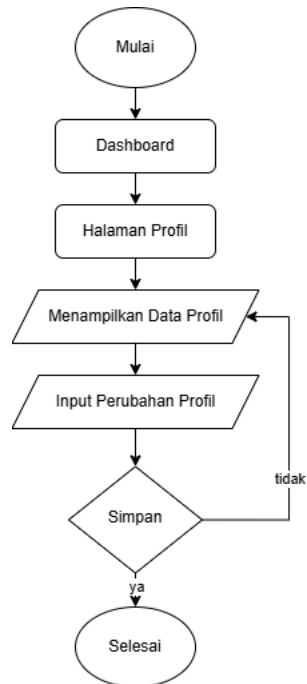 Mulai
Dashboard
Halaman Profil
Menampilkan Data Profil
Input Perubahan Profil
Simpan
tidak
ya
Selesai